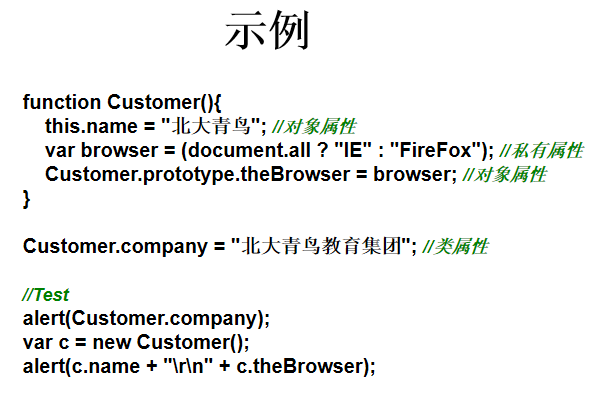 示例
function Customer(){
this.name = "北大青鸟"; //对象属性
var browser = (document.all ? "IE" : "FireFox"); //私有属性
Customer.prototype.theBrowser = browser; //对象属性
}
Customer.company = "北大青鸟教育集团"; //类属性
//Test
alert(Customer.company);
var c = new Customer();
alert(c.name + "\r\n" + c.theBrowser);